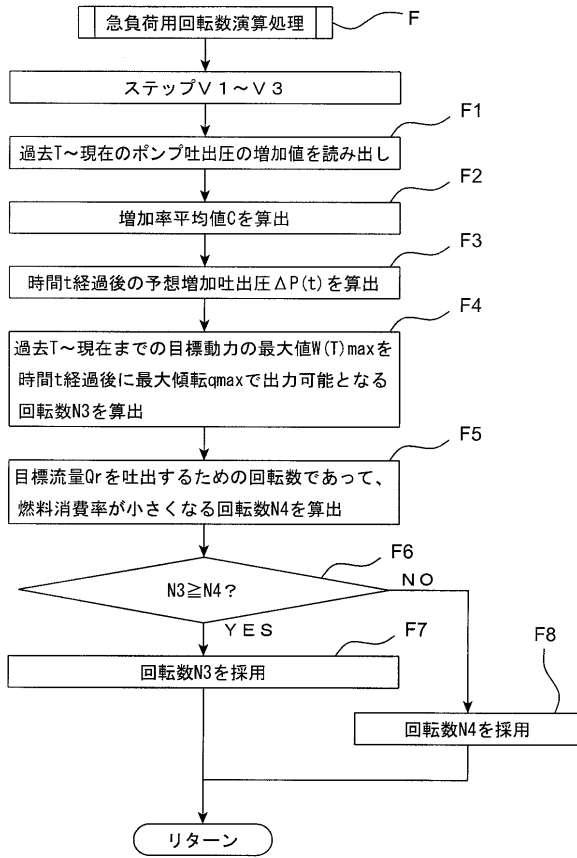 急負荷用回転数演算処理
F
ステップV1~V3
F1
過去T~現在のポンプ吐出圧の増加値を読み出し
F2
増加率平均値Cを算出
F3
時間t経過後の予想増加吐出圧ΔP(t)を算出
F4
過去T~現在までの目標動力の最大値W(T)maxを
時間t経過後に最大傾転qmaxで出力可能となる
回転数N3を算出
F5
目標流量Qrを吐出するための回転数であって、
燃料消費率が小さくなる回転数N4を算出
F6
N3≧N4?
NO
YES
F7
回転数N3を採用
F8
回転数N4を採用
リターン